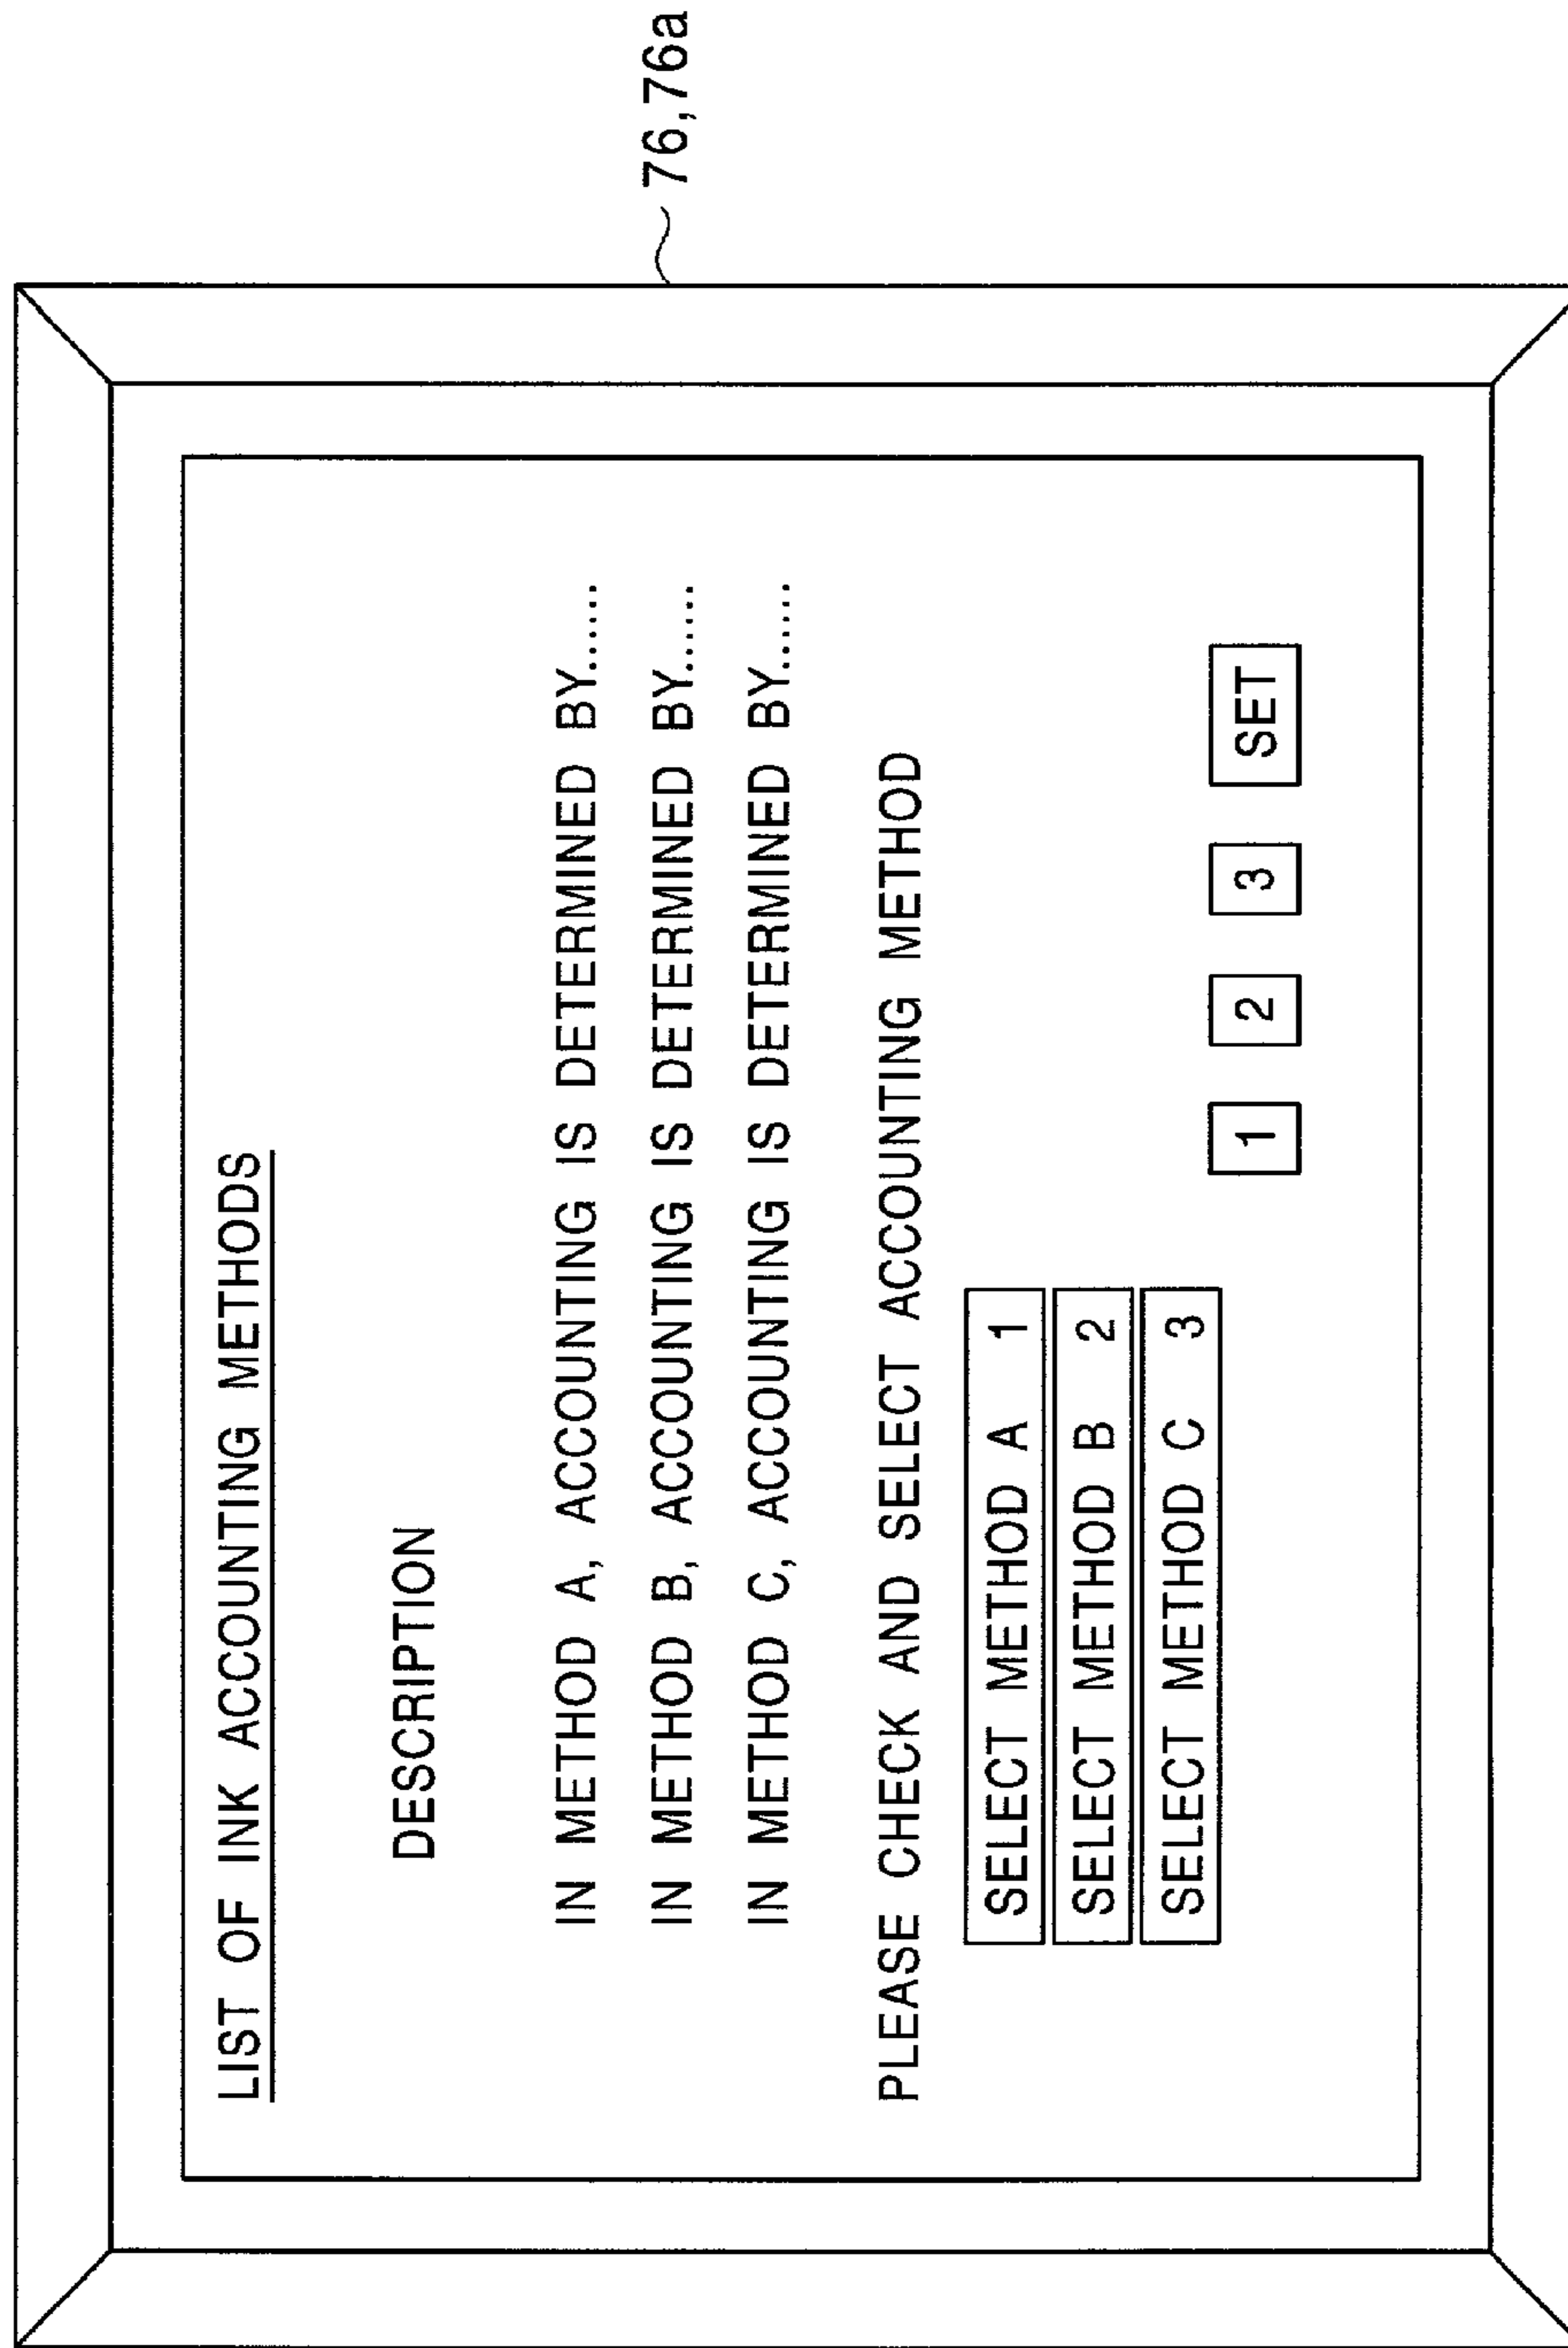 76,76a
LIST OF INK ACCOUNTING METHODS
DESCRIPTION
IN METHOD A, ACCOUNTING IS DETERMINED BY......
IN METHOD B, ACCOUNTING IS DETERMINED BY......
IN METHOD C, ACCOUNTING IS DETERMINED BY......
PLEASE CHECK AND SELECT ACCOUNTING METHOD
SELECT METHOD A 1
SELECT METHOD B 2
SELECT METHOD C 3
1 2 3 SET